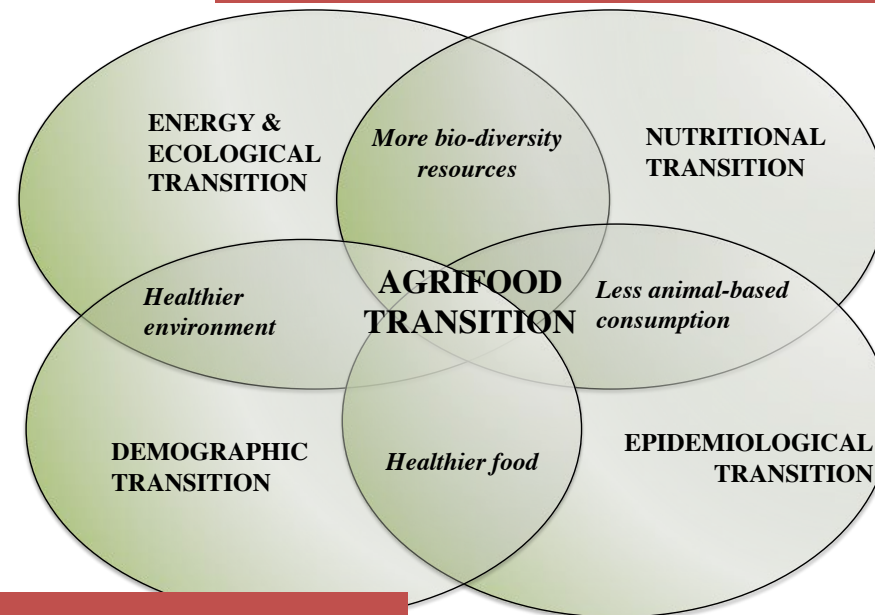 ENERGY &
ECOLOGICAL
TRANSITION
More bio-diversity
resources
NUTRITIONAL
TRANSITION
Healthier
environment
AGRIFOOD
TRANSITION
Less animal-based
consumption
DEMOGRAPHIC
TRANSITION
Healthier food
EPIDEMIOLOGICAL
TRANSITION